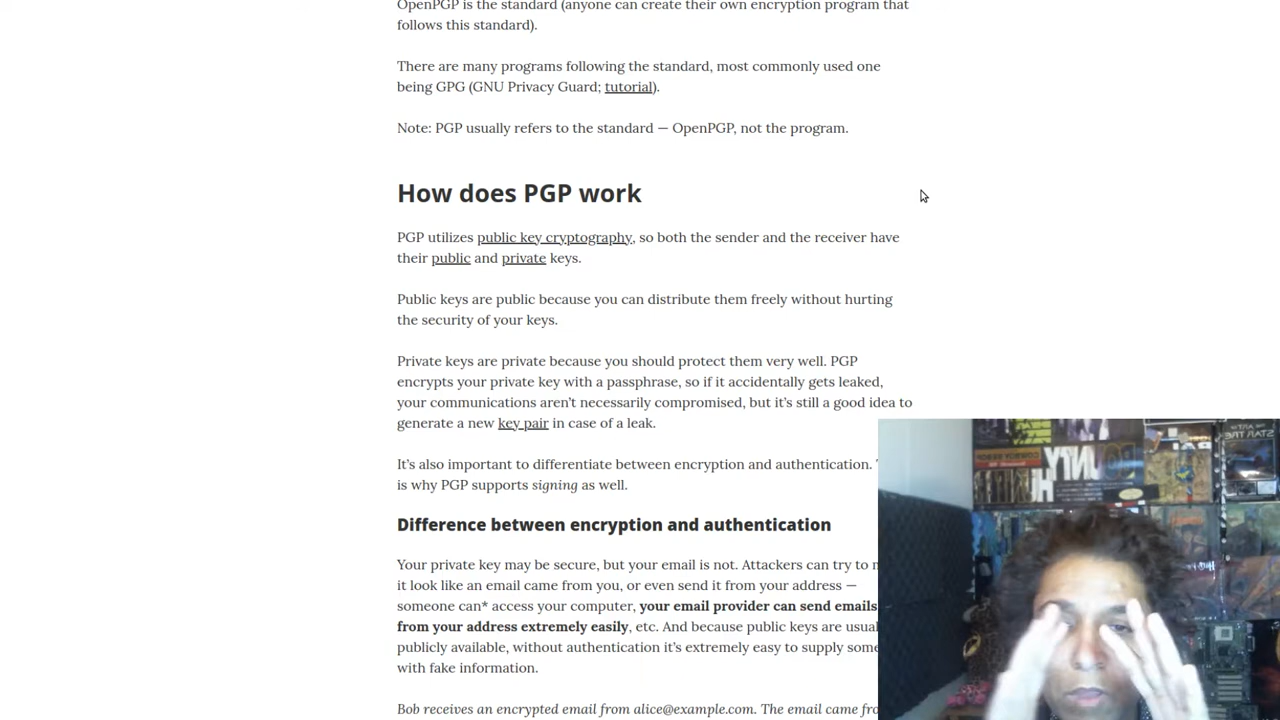 OpenPGP is the standard (anyone can create their own encryption program that
follows this standard).
There are many programs following the standard, most commonly used one
being GPG (GNU Privacy Guard; tutorial).
Note: PGP usually refers to the standard — OpenPGP, not the program.
How does PGP work
PGP utilizes public key cryptography, so both the sender and the receiver have
their public and private keys.
Public keys are public because you can distribute them freely without hurting
the security of your keys.
Private keys are private because you should protect them very well. PGP
encrypts your private key with a passphrase, so if it accidentally gets leaked,
your communications aren't necessarily compromised, but it's still a good idea to
generate a new key pair in case of a leak.
It's also important to differentiate between encryption and authentication.
is why PGP supports signing as well.
Difference between encryption and authentication
Your private key may be secure, but your email is not. Attackers can try to
it look like an email came from you, or even send it from your address —
someone can* access your computer, your email provider can send emails
from your address extremely easily, etc. And because public keys are
publicly available, without authentication it's extremely easy to supply
with fake information.
Bob receives an encrypted email from alice@example.com. The email came
STAR TRE